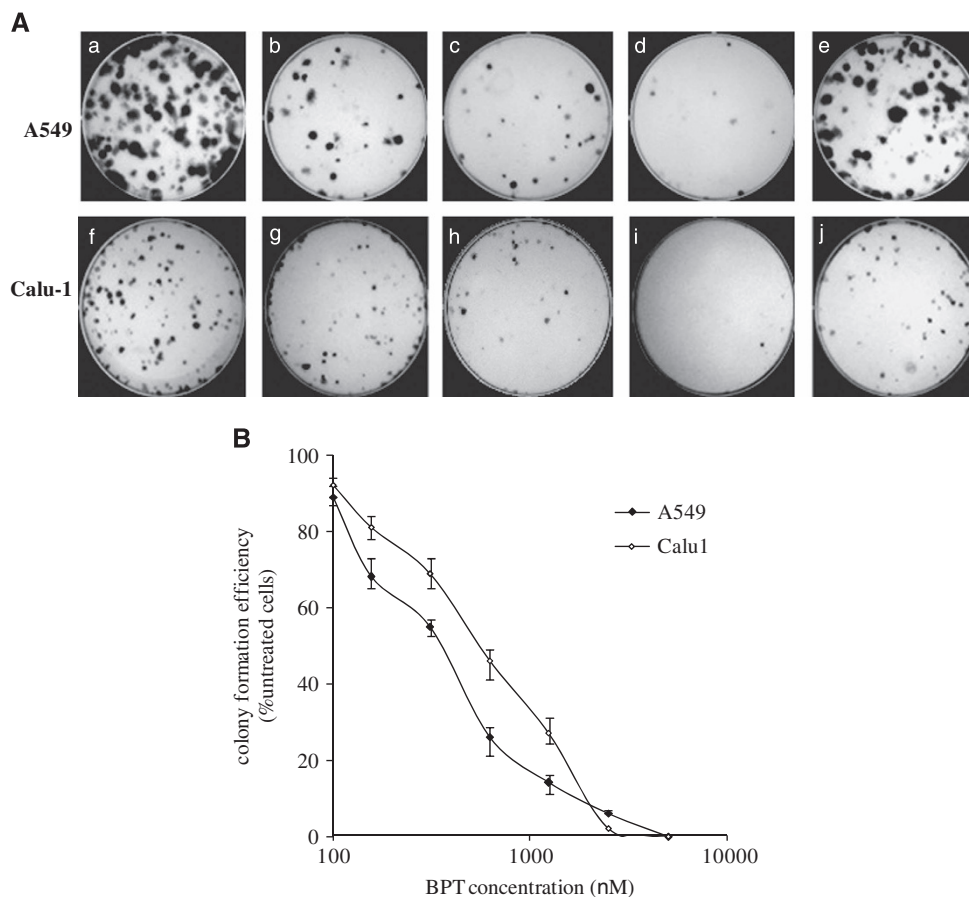 A
a b c d e
A549
f g h i j
Calu-1
B
100
80
60
40
20
0
colony formation efficiency
(%untreated cells)
A549
Calu1
100 1000 10000
BPT concentration (nM)